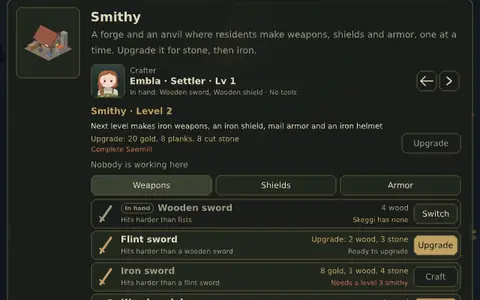 Smithy
A forge and an anvil where residents make weapons, shields and armor, one at a
time. Upgrade it for stone, then iron.
Crafter
Embla · Settler · Lv 1
In hand: Wooden sword, Wooden shield · No tools
Smithy · Level 2
Next level makes iron weapons, an iron shield, mail armor and an iron helmet
Upgrade: 20 gold, 8 planks, 8 cut stone
Complete Sawmill
Upgrade
Nobody is working here
Weapons
Shields
Armor
In hand Wooden sword
Hits harder than fists
4 wood
Skeggi has none
Switch
Flint sword
Hits harder than a wooden sword
Upgrade: 2 wood, 3 stone
Ready to upgrade
Upgrade
Iron sword
Hits harder than a flint sword
8 gold, 1 wood, 4 stone
Needs a level 3 smithy
Craft